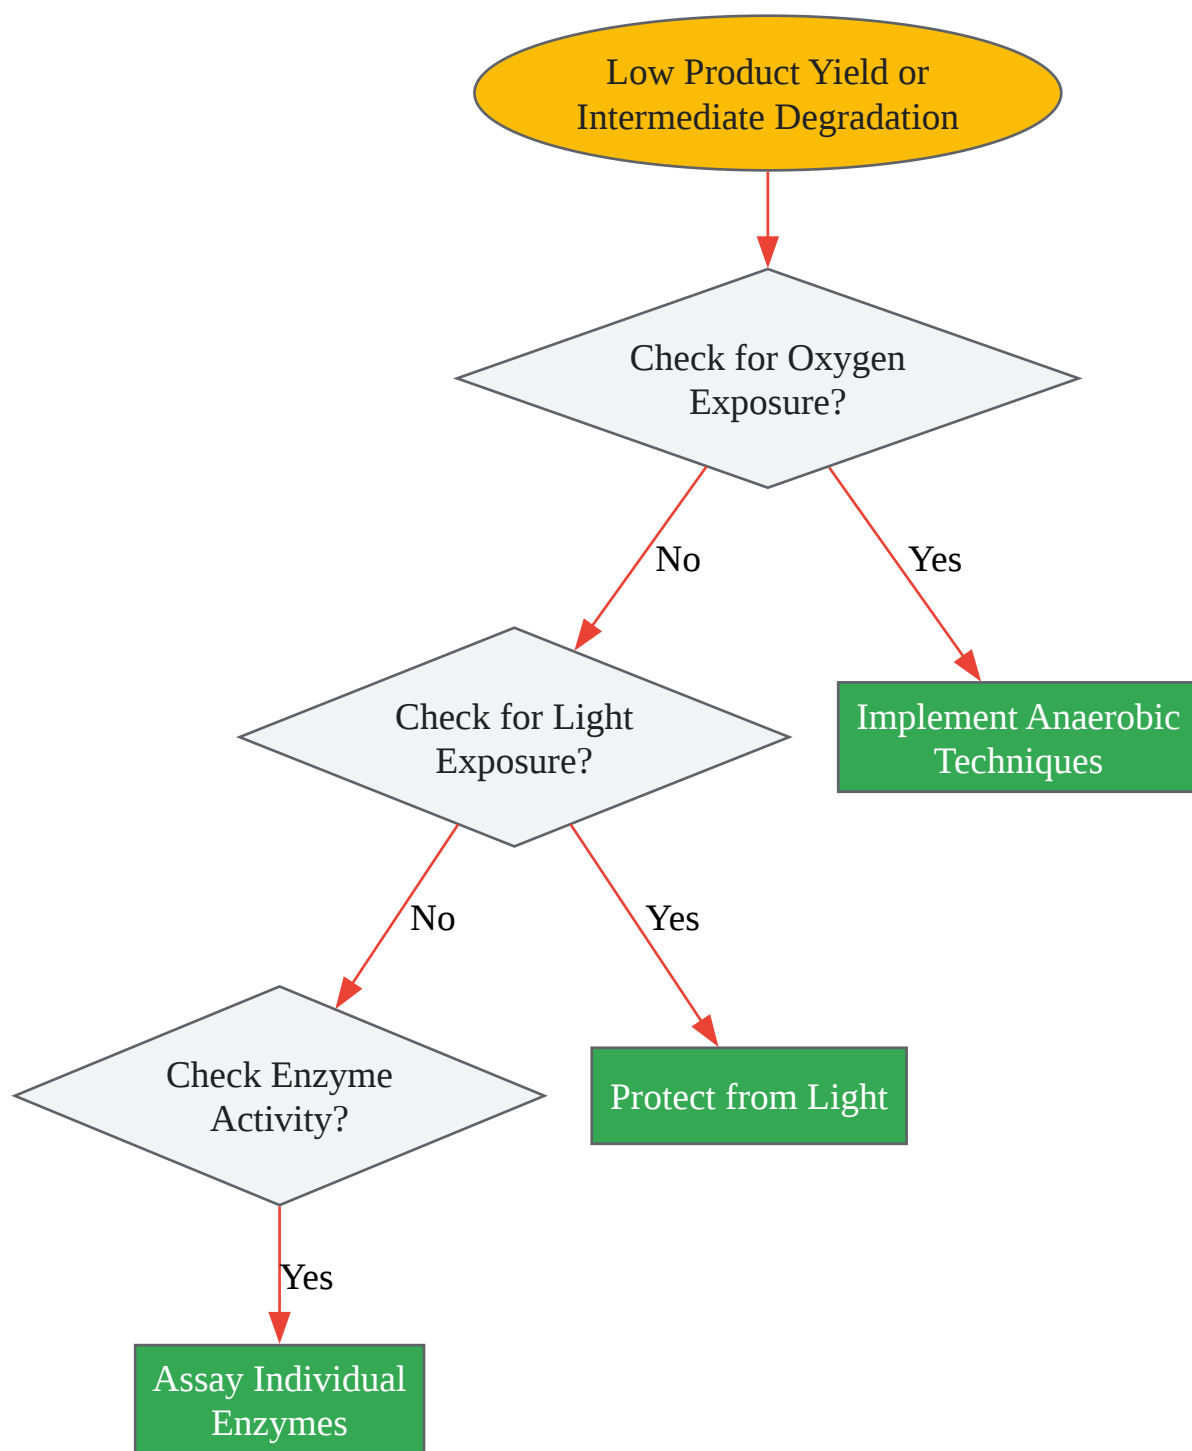 Low Product Yield or
Intermediate Degradation
Check for Oxygen
Exposure?
No
Yes
Check for Light
Exposure?
Implement Anaerobic
Techniques
No
Yes
Check Enzyme
Activity?
Protect from Light
Yes
Assay Individual
Enzymes